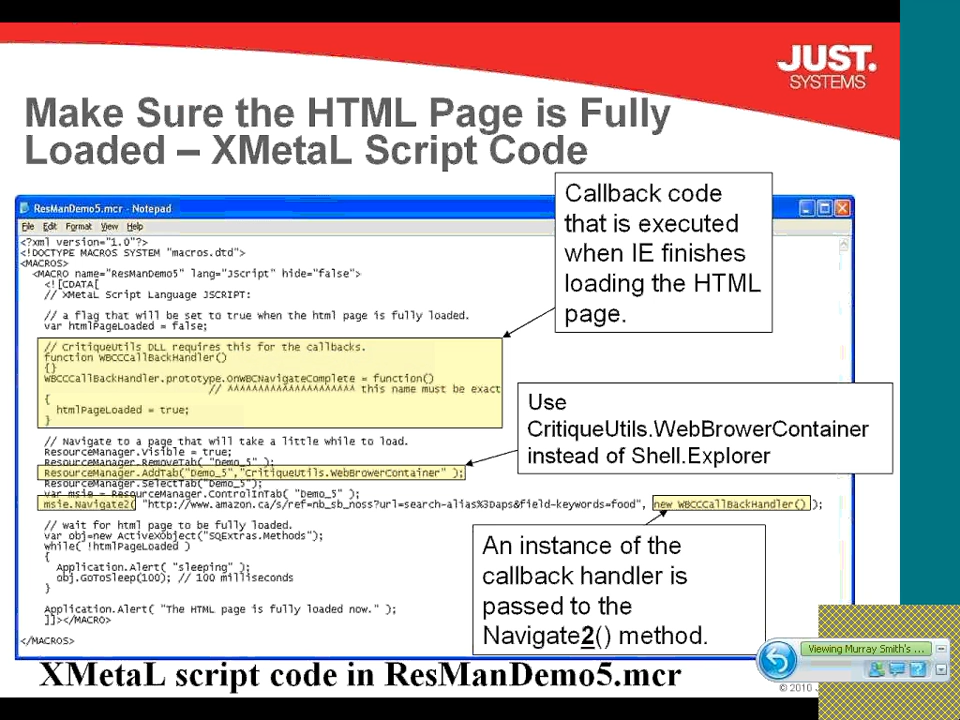 JUST.
SYSTEMS
Make Sure the HTML Page is Fully
Loaded – XMetaL Script Code
ResManDemo5.mcr - Notepad
File Edit Format View Help
<?xml version="1.0"?>
<!DOCTYPE MACROS SYSTEM "macros.dtd">
<MACROS>
<MACRO name="ResManDemo5" lang="JScript" hide="false">
<![CDATA[
// XMetaL Script Language JSCRIPT:
// a flag that will be set to true when the html page is fully loaded.
var htmlPageLoaded = false;
// CritiqueUtils DLL requires this for the callbacks.
function WBCCCallBackHandler()
{}
WBCCCallBackHandler.prototype.OnWBCNavigateComplete = function()
// ^^^^^^^^^^^^^^^^^^^^^ this name must be exact
{
htmlPageLoaded = true;
}
// Navigate to a page that will take a little while to load.
ResourceManager.Visible = true;
ResourceManager.RemoveTab( "Demo_5" );
ResourceManager.AddTab("Demo_5","CritiqueUtils.WebBrowerContainer" );
ResourceManager.SelectTab("Demo_5");
var msie = ResourceManager.ControlInTab( "Demo_5" );
msie.Navigate2( "http://www.amazon.ca/s/ref=nb_sb_noss?url=search-alias%3Daps&field-keywords=food", new WBCCCallBackHandler() );
// wait for html page to be fully loaded.
var obj=new ActiveXObject("SQExtras.Methods");
while( !htmlPageLoaded )
{
Application.Alert( "sleeping" );
obj.GoToSleep(100); // 100 milliseconds
}
Application.Alert( "The HTML page is fully loaded now." );
]]></MACRO>
</MACROS>
Callback code
that is executed
when IE finishes
loading the HTML
page.
Use
CritiqueUtils.WebBrowerContainer
instead of Shell.Explorer
An instance of the
callback handler is
passed to the
Navigate2() method.
XMetaL script code in ResManDemo5.mcr
Viewing Murray Smith's ...
© 2010